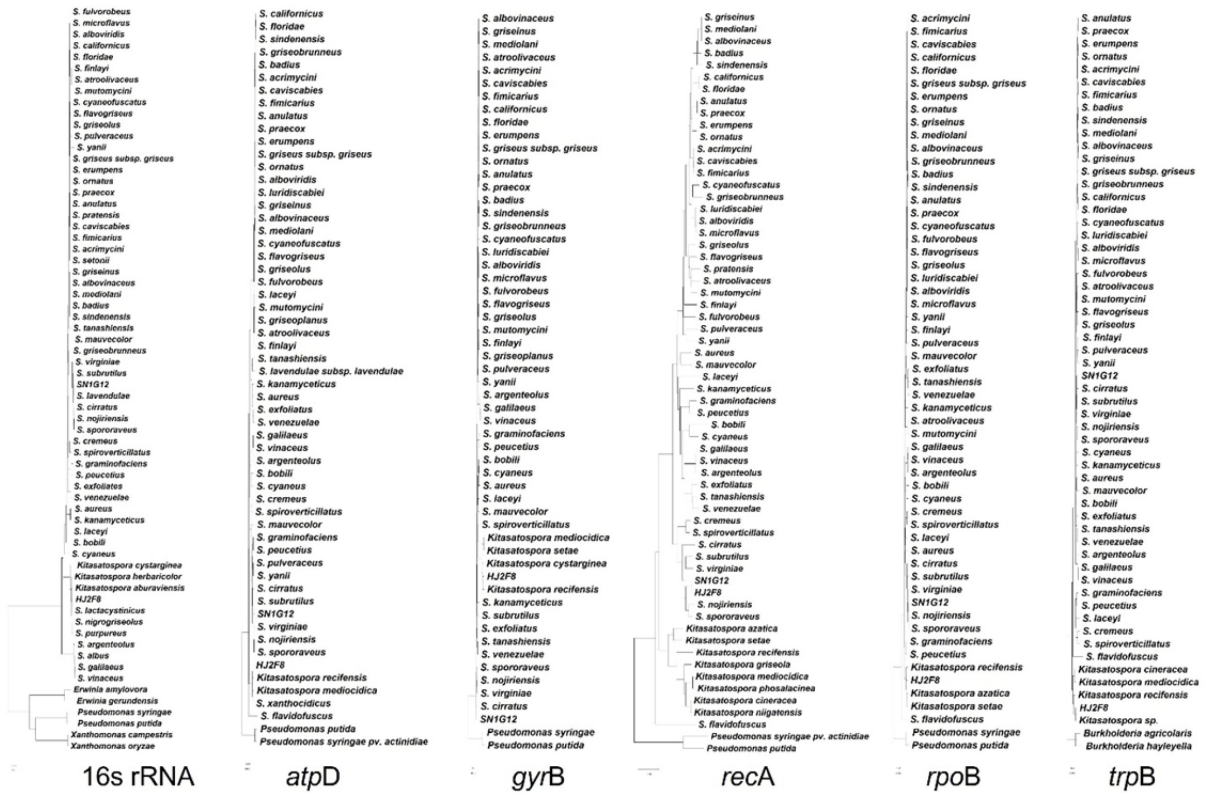 S. fulvorobeus
S. microflavus
S. alboviridis
S. californicus
S. floridae
S. finlayi
S. atroolivaceus
S. mutomycini
S. cyaneofuscatus
S. flavogriseus
S. griseolus
S. pulveraceus
S. yanii
S. griseus subsp. griseus
S. erumpens
S. ornatus
S. praecox
S. anulatus
S. pratensis
S. caviscabies
S. fimicarius
S. acrimycini
S. setonii
S. griseinus
S. albovinaceus
S. mediolani
S. badius
S. sindenensis
S. tanashiensis
S. mauvecolor
S. griseobrunneus
S. virginiae
S. subrutilus
SN1G12
S. lavendulae
S. cirratus
S. nojiriensis
S. spororaveus
S. cremeus
S. spiroverticillatus
S. graminofaciens
S. peucetius
S. exfoliates
S. venezuelae
S. aureus
S. kanamyceticus
S. laceyi
S. bobili
S. cyaneus
Kitasatospora cystarginea
Kitasatospora herbaricolor
Kitasatospora aburaviensis
HJ2F8
S. lactacystinicus
S. nigrogriseolus
S. purpureus
S. argenteolus
S. albus
S. galilaeus
S. vinaceus
Erwinia amylovora
Erwinia gerundensis
Pseudomonas syringae
Pseudomonas putida
Xanthomonas campestris
Xanthomonas oryzae
16s rRNA
S. californicus
S. floridae
S. sindenensis
S. griseobrunneus
S. badius
S. acrimycini
S. caviscabies
S. fimicarius
S. anulatus
S. praecox
S. erumpens
S. griseus subsp. griseus
S. ornatus
S. alboviridis
S. luridiscabiei
S. griseinus
S. albovinaceus
S. mediolani
S. cyaneofuscatus
S. flavogriseus
S. griseolus
S. fulvorobeus
S. laceyi
S. mutomycini
S. griseoplanus
S. atroolivaceus
S. finlayi
S. tanashiensis
S. lavendulae subsp. lavendulae
S. kanamyceticus
S. aureus
S. exfoliatus
S. venezuelae
S. galilaeus
S. vinaceus
S. argenteolus
S. bobili
S. cyaneus
S. cremeus
S. spiroverticillatus
S. mauvecolor
S. graminofaciens
S. peucetius
S. pulveraceus
S. yanii
S. cirratus
S. subrutilus
SN1G12
S. virginiae
S. nojiriensis
S. spororaveus
HJ2F8
Kitasatospora recifensis
Kitasatospora mediocidica
S. xanthocidicus
S. flavidofuscus
Pseudomonas putida
Pseudomonas syringae pv. actinidiae
atpD
S. albovinaceus
S. griseinus
S. mediolani
S. atroolivaceus
S. acrimycini
S. caviscabies
S. fimicarius
S. californicus
S. floridae
S. erumpens
S. griseus subsp. griseus
S. ornatus
S. anulatus
S. praecox
S. badius
S. sindenensis
S. griseobrunneus
S. cyaneofuscatus
S. luridiscabiei
S. alboviridis
S. microflavus
S. fulvorobeus
S. flavogriseus
S. griseolus
S. mutomycini
S. finlayi
S. griseoplanus
S. pulveraceus
S. yanii
S. argenteolus
S. galilaeus
S. vinaceus
S. graminofaciens
S. peucetius
S. bobili
S. cyaneus
S. aureus
S. laceyi
S. mauvecolor
S. spiroverticillatus
Kitasatospora mediocidica
Kitasatospora setae
Kitasatospora cystarginea
HJ2F8
Kitasatospora recifensis
S. kanamyceticus
S. subrutilus
S. exfoliatus
S. tanashiensis
S. venezuelae
S. spororaveus
S. nojiriensis
S. virginiae
S. cirratus
SN1G12
Pseudomonas syringae
Pseudomonas putida
gyrB
S. griseinus
S. mediolani
S. albovinaceus
S. badius
S. sindenensis
S. californicus
S. floridae
S. anulatus
S. praecox
S. erumpens
S. ornatus
S. acrimycini
S. caviscabies
S. fimicarius
S. cyaneofuscatus
S. griseobrunneus
S. luridiscabiei
S. alboviridis
S. microflavus
S. griseolus
S. flavogriseus
S. pratensis
S. atroolivaceus
S. mutomycini
S. finlayi
S. fulvorobeus
S. pulveraceus
S. yanii
S. aureus
S. mauvecolor
S. laceyi
S. kanamyceticus
S. graminofaciens
S. peucetius
S. bobili
S. cyaneus
S. galilaeus
S. vinaceus
S. argenteolus
S. exfoliatus
S. tanashiensis
S. venezuelae
S. cremeus
S. spiroverticillatus
S. cirratus
S. subrutilus
S. virginiae
SN1G12
HJ2F8
S. nojiriensis
S. spororaveus
Kitasatospora azatica
Kitasatospora setae
Kitasatospora recifensis
Kitasatospora griseola
Kitasatospora mediocidica
Kitasatospora phosalacinea
Kitasatospora cineracea
Kitasatospora niigatensis
S. flavidofuscus
Pseudomonas syringae pv. actinidiae
Pseudomonas putida
recA
S. acrimycini
S. fimicarius
S. caviscabies
S. californicus
S. floridae
S. griseus subsp. griseus
S. erumpens
S. ornatus
S. griseinus
S. mediolani
S. albovinaceus
S. griseobrunneus
S. badius
S. sindenensis
S. anulatus
S. praecox
S. cyaneofuscatus
S. fulvorobeus
S. flavogriseus
S. griseolus
S. luridiscabiei
S. alboviridis
S. microflavus
S. yanii
S. finlayi
S. pulveraceus
S. mauvecolor
S. exfoliatus
S. tanashiensis
S. venezuelae
S. kanamyceticus
S. atroolivaceus
S. mutomycini
S. galilaeus
S. vinaceus
S. argenteolus
S. bobili
S. cyaneus
S. cremeus
S. spiroverticillatus
S. laceyi
S. aureus
S. cirratus
S. subrutilus
S. virginiae
SN1G12
S. nojiriensis
S. spororaveus
S. graminofaciens
S. peucetius
Kitasatospora recifensis
HJ2F8
Kitasatospora azatica
Kitasatospora setae
S. flavidofuscus
Pseudomonas syringae
Pseudomonas putida
rpoB
S. anulatus
S. praecox
S. erumpens
S. ornatus
S. acrimycini
S. caviscabies
S. fimicarius
S. badius
S. sindenensis
S. mediolani
S. albovinaceus
S. griseinus
S. griseus subsp. griseus
S. griseobrunneus
S. californicus
S. floridae
S. cyaneofuscatus
S. luridiscabiei
S. alboviridis
S. microflavus
S. fulvorobeus
S. atroolivaceus
S. mutomycini
S. flavogriseus
S. griseolus
S. finlayi
S. pulveraceus
S. yanii
SN1G12
S. cirratus
S. subrutilus
S. virginiae
S. nojiriensis
S. spororaveus
S. cyaneus
S. kanamyceticus
S. aureus
S. mauvecolor
S. bobili
S. exfoliatus
S. tanashiensis
S. venezuelae
S. argenteolus
S. galilaeus
S. vinaceus
S. graminofaciens
S. peucetius
S. laceyi
S. cremeus
S. spiroverticillatus
S. flavidofuscus
Kitasatospora cineracea
Kitasatospora mediocidica
Kitasatospora recifensis
HJ2F8
Kitasatospora sp.
Burkholderia agricolaris
Burkholderia hayleyella
trpB